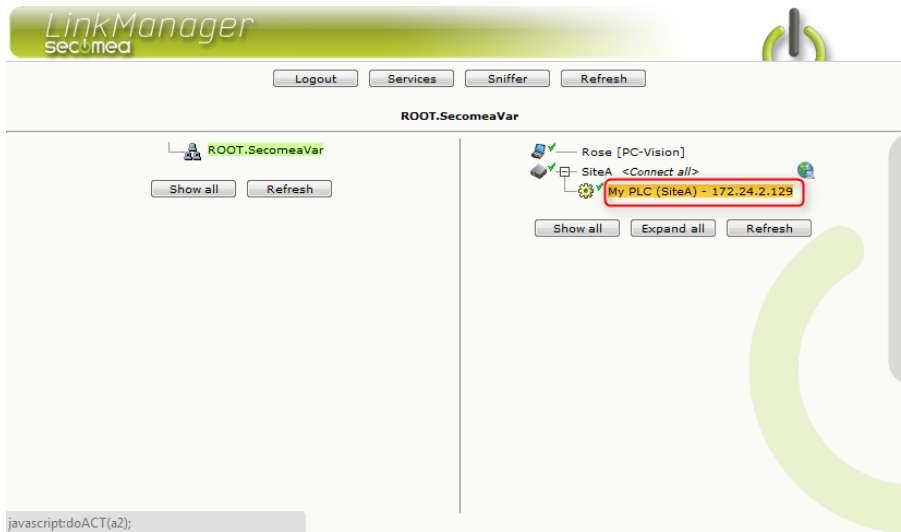 LinkManager
secomea
Logout Services Sniffer Refresh
ROOT.SecomeaVar
ROOT.SecomeaVar
Show all Refresh
Rose [PC-Vision]
SiteA <Connect all>
My PLC (SiteA) - 172.24.2.129
Show all Expand all Refresh
javascript:doACT(a2);